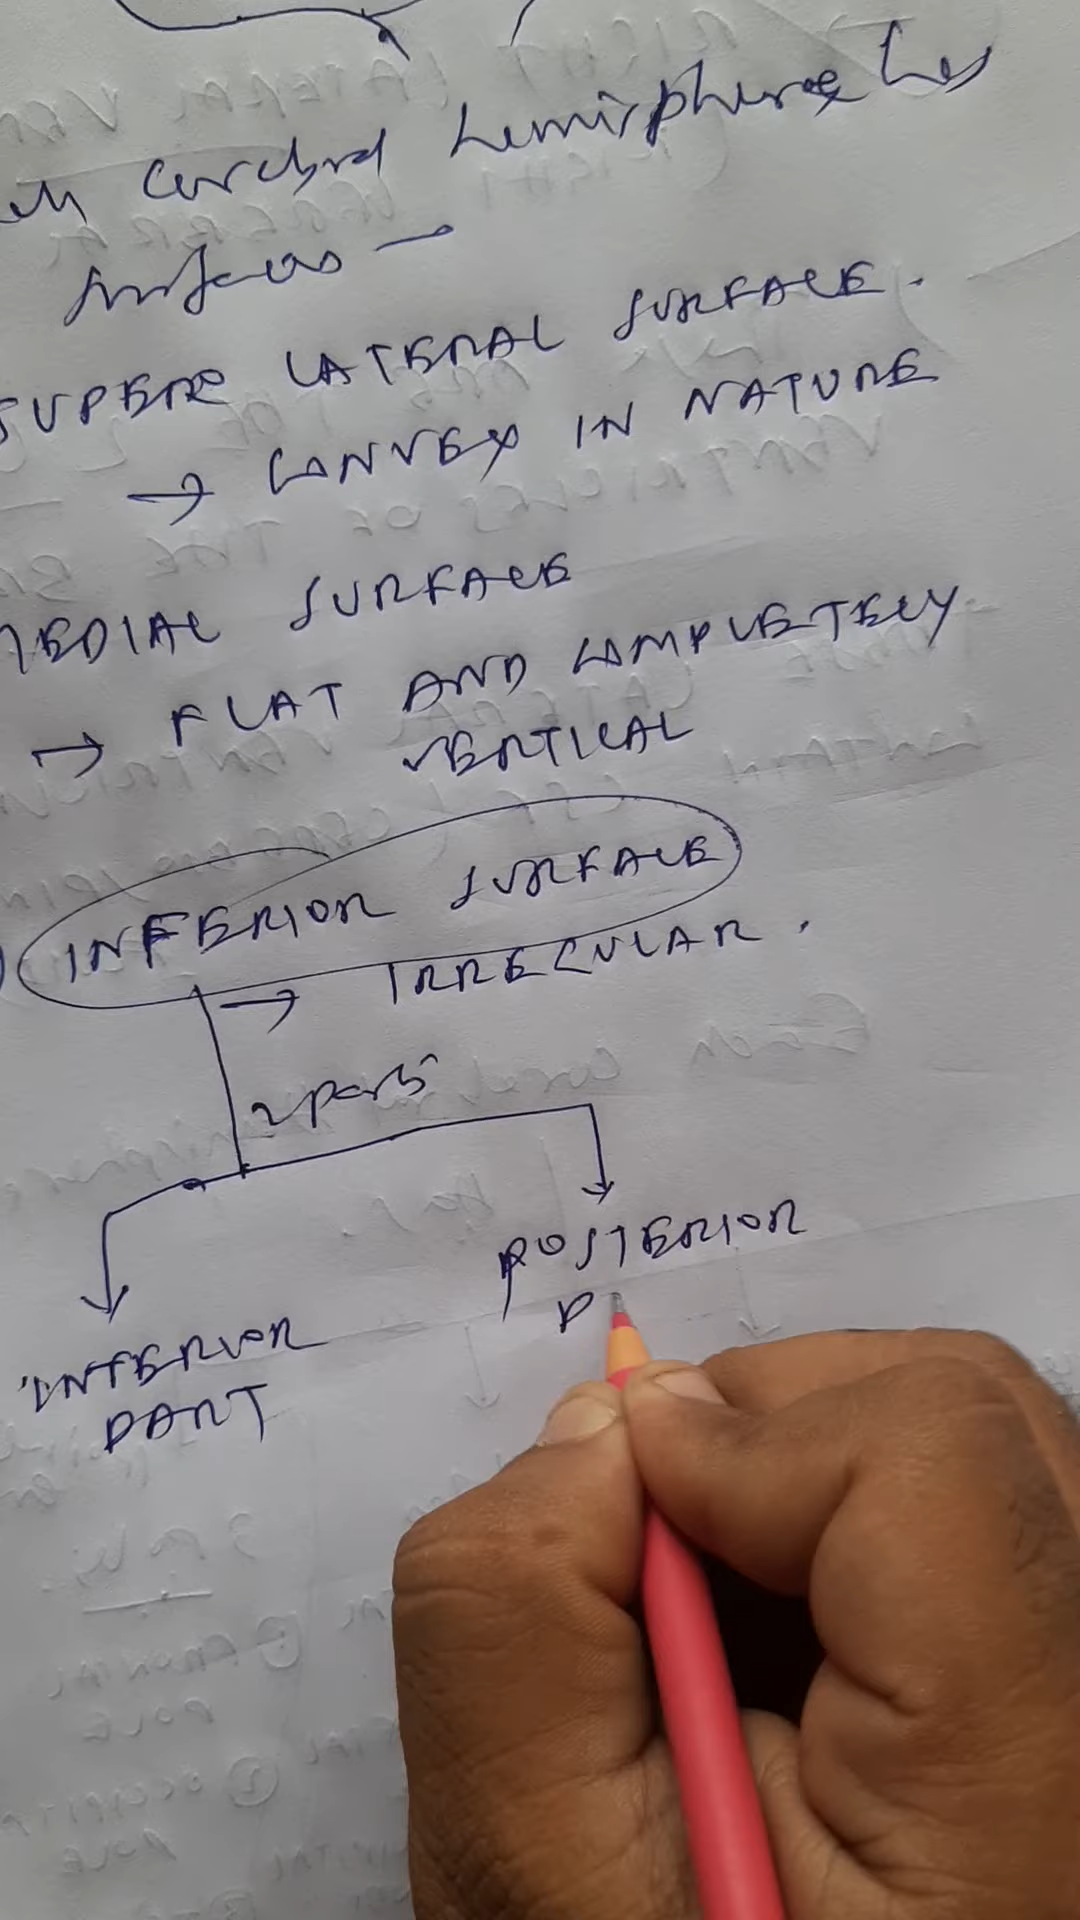 cerebral hemisphere has
surfaces -
SUPERO LATERAL SURFACE.
→ CONVEX IN NATURE
MEDIAL SURFACE
→ FLAT AND COMPLETELY
VERTICAL
INFERIOR SURFACE
→ IRREGULAR.
2 parts
POSTERIOR
P
INTERIOR
PART